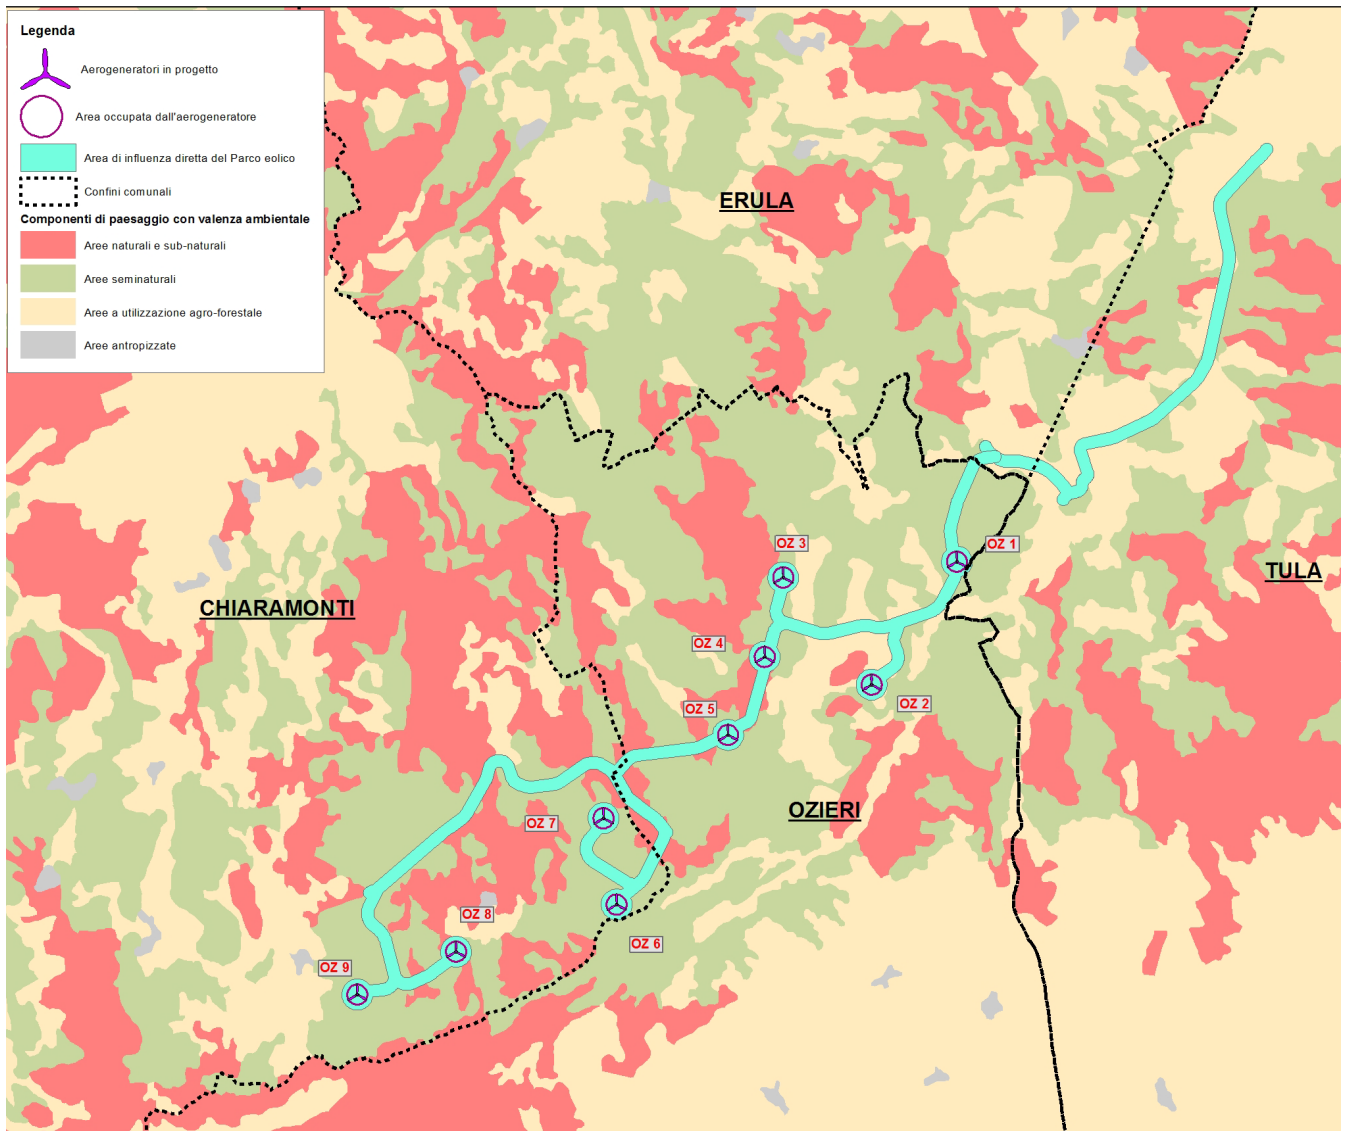 Legenda
Aerogeneratori in progetto
Area occupata dall'aerogeneratore
Area di influenza diretta del Parco eolico
Confini comunali
Componenti di paesaggio con valenza ambientale
Aree naturali e sub-naturali
Aree seminaturali
Aree a utilizzazione agro-forestale
Aree antropizzate
ERULA
OZ 3
OZ 1
TULA
CHIARAMONTI
OZ 4
OZ 2
OZ 5
OZIERI
OZ 7
OZ 8
OZ 6
OZ 9